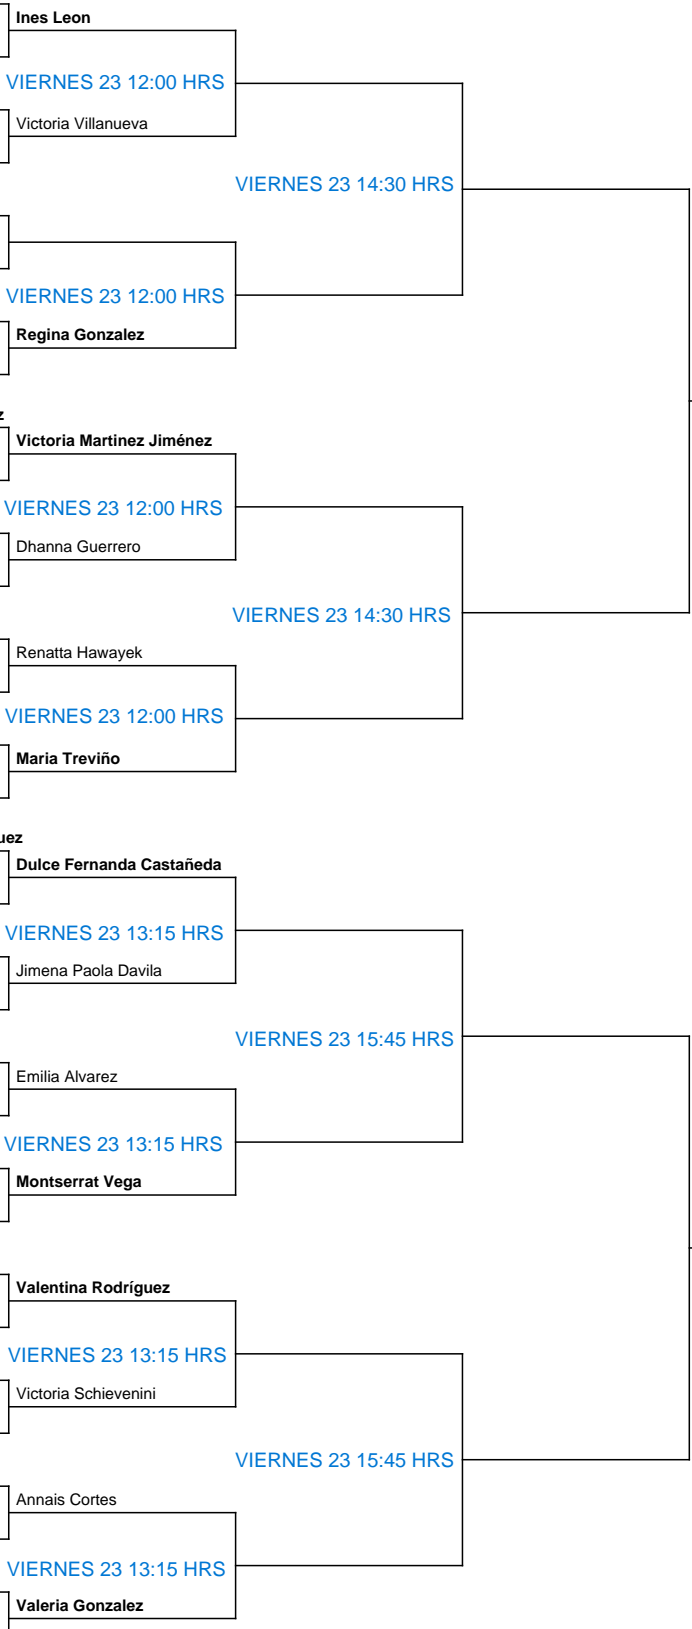 Ines Leon
VIERNES 23 12:00 HRS
Victoria Villanueva
VIERNES 23 14:30 HRS
VIERNES 23 12:00 HRS
Regina Gonzalez
z
Victoria Martinez Jiménez
VIERNES 23 12:00 HRS
Dhanna Guerrero
VIERNES 23 14:30 HRS
Renatta Hawayek
VIERNES 23 12:00 HRS
Maria Treviño
uez
Dulce Fernanda Castañeda
VIERNES 23 13:15 HRS
Jimena Paola Davila
VIERNES 23 15:45 HRS
Emilia Alvarez
VIERNES 23 13:15 HRS
Montserrat Vega
Valentina Rodríguez
VIERNES 23 13:15 HRS
Victoria Schievenini
VIERNES 23 15:45 HRS
Annais Cortes
VIERNES 23 13:15 HRS
Valeria Gonzalez